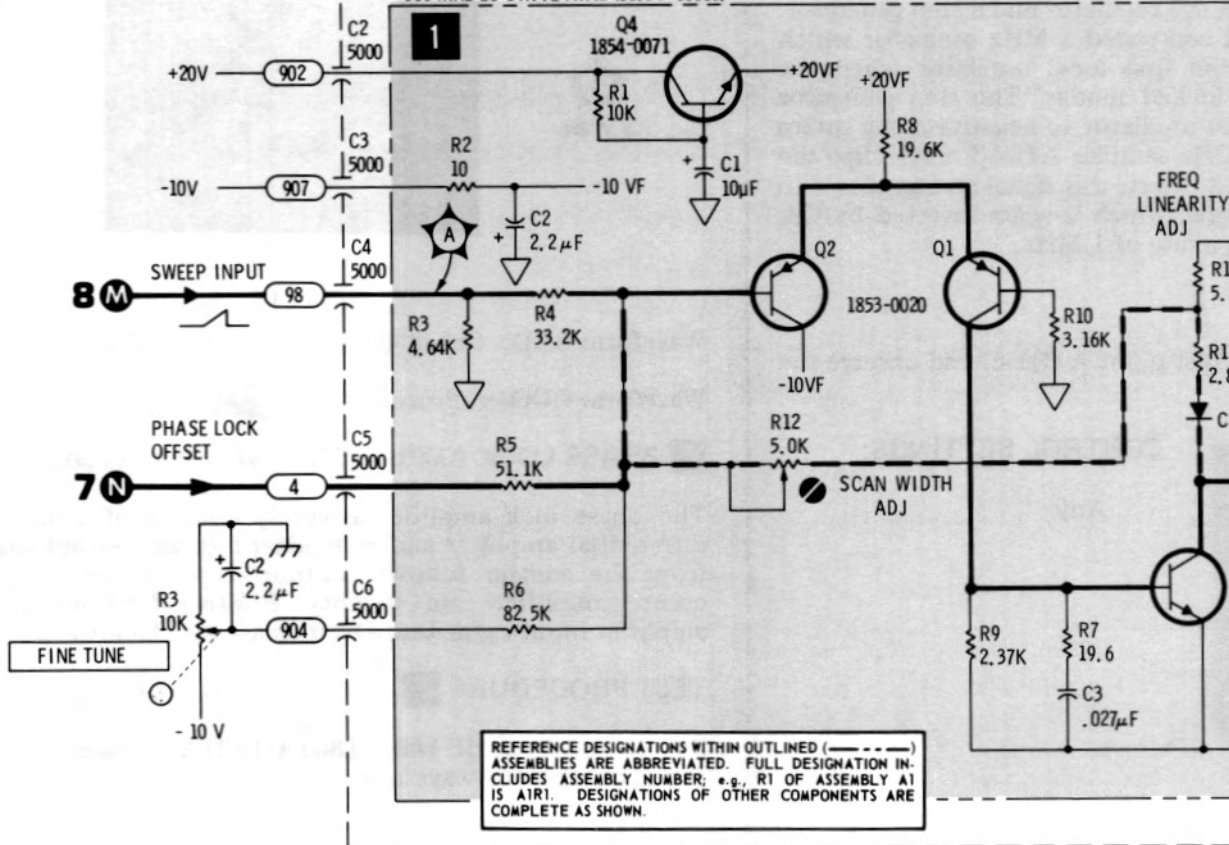 C2
5000
1
Q4
1854-0071
+20V
902
R1
10K
+20VF
+20VF
C3
5000
R2
10
+
C1
10μF
R8
19.6K
-10V
907
-10 VF
FREQ
LINEARITY
ADJ
C4
5000
A
+
C2
2.2μF
Q2
Q1
8 M
SWEEP INPUT
98
R3
4.64K
R4
33.2K
1853-0020
R10
3.16K
-10VF
PHASE LOCK
OFFSET
C5
5000
R5
51.1K
R12
5.0K
7 N
4
SCAN WIDTH
ADJ
+
C2
2.2μF
C6
5000
R3
10K
904
R6
82.5K
FINE TUNE
R9
2.37K
R7
19.6
C3
.027μF
- 10 V
REFERENCE DESIGNATIONS WITHIN OUTLINED (—— - - ——)
ASSEMBLIES ARE ABBREVIATED. FULL DESIGNATION IN-
CLUDES ASSEMBLY NUMBER; e.g., R1 OF ASSEMBLY A1
IS A1R1. DESIGNATIONS OF OTHER COMPONENTS ARE
COMPLETE AS SHOWN.